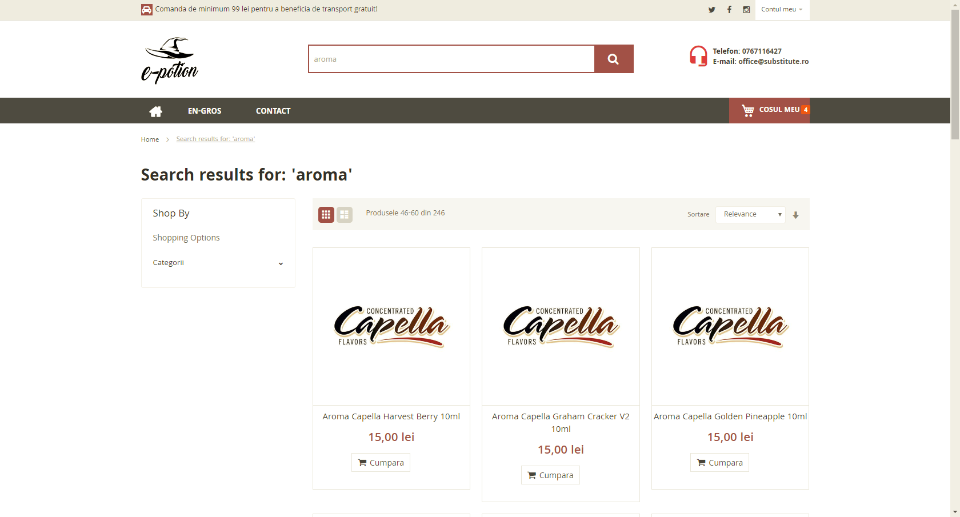 Comanda de minimum 99 lei pentru a beneficia de transport gratuit!
Contul meu
e-potion
aroma
Telefon: 0767116427
E-mail: office@substitute.ro
EN-GROS
CONTACT
COSUL MEU 4
Home > Search results for: 'aroma'
Search results for: 'aroma'
Shop By
Shopping Options
Categorii
Produsele 46-60 din 246
Sortare
Relevance
CONCENTRATED
Capella
FLAVORS
CONCENTRATED
Capella
FLAVORS
CONCENTRATED
Capella
FLAVORS
Aroma Capella Harvest Berry 10ml
15,00 lei
Cumpara
Aroma Capella Graham Cracker V2
10ml
15,00 lei
Cumpara
Aroma Capella Golden Pineapple 10ml
15,00 lei
Cumpara